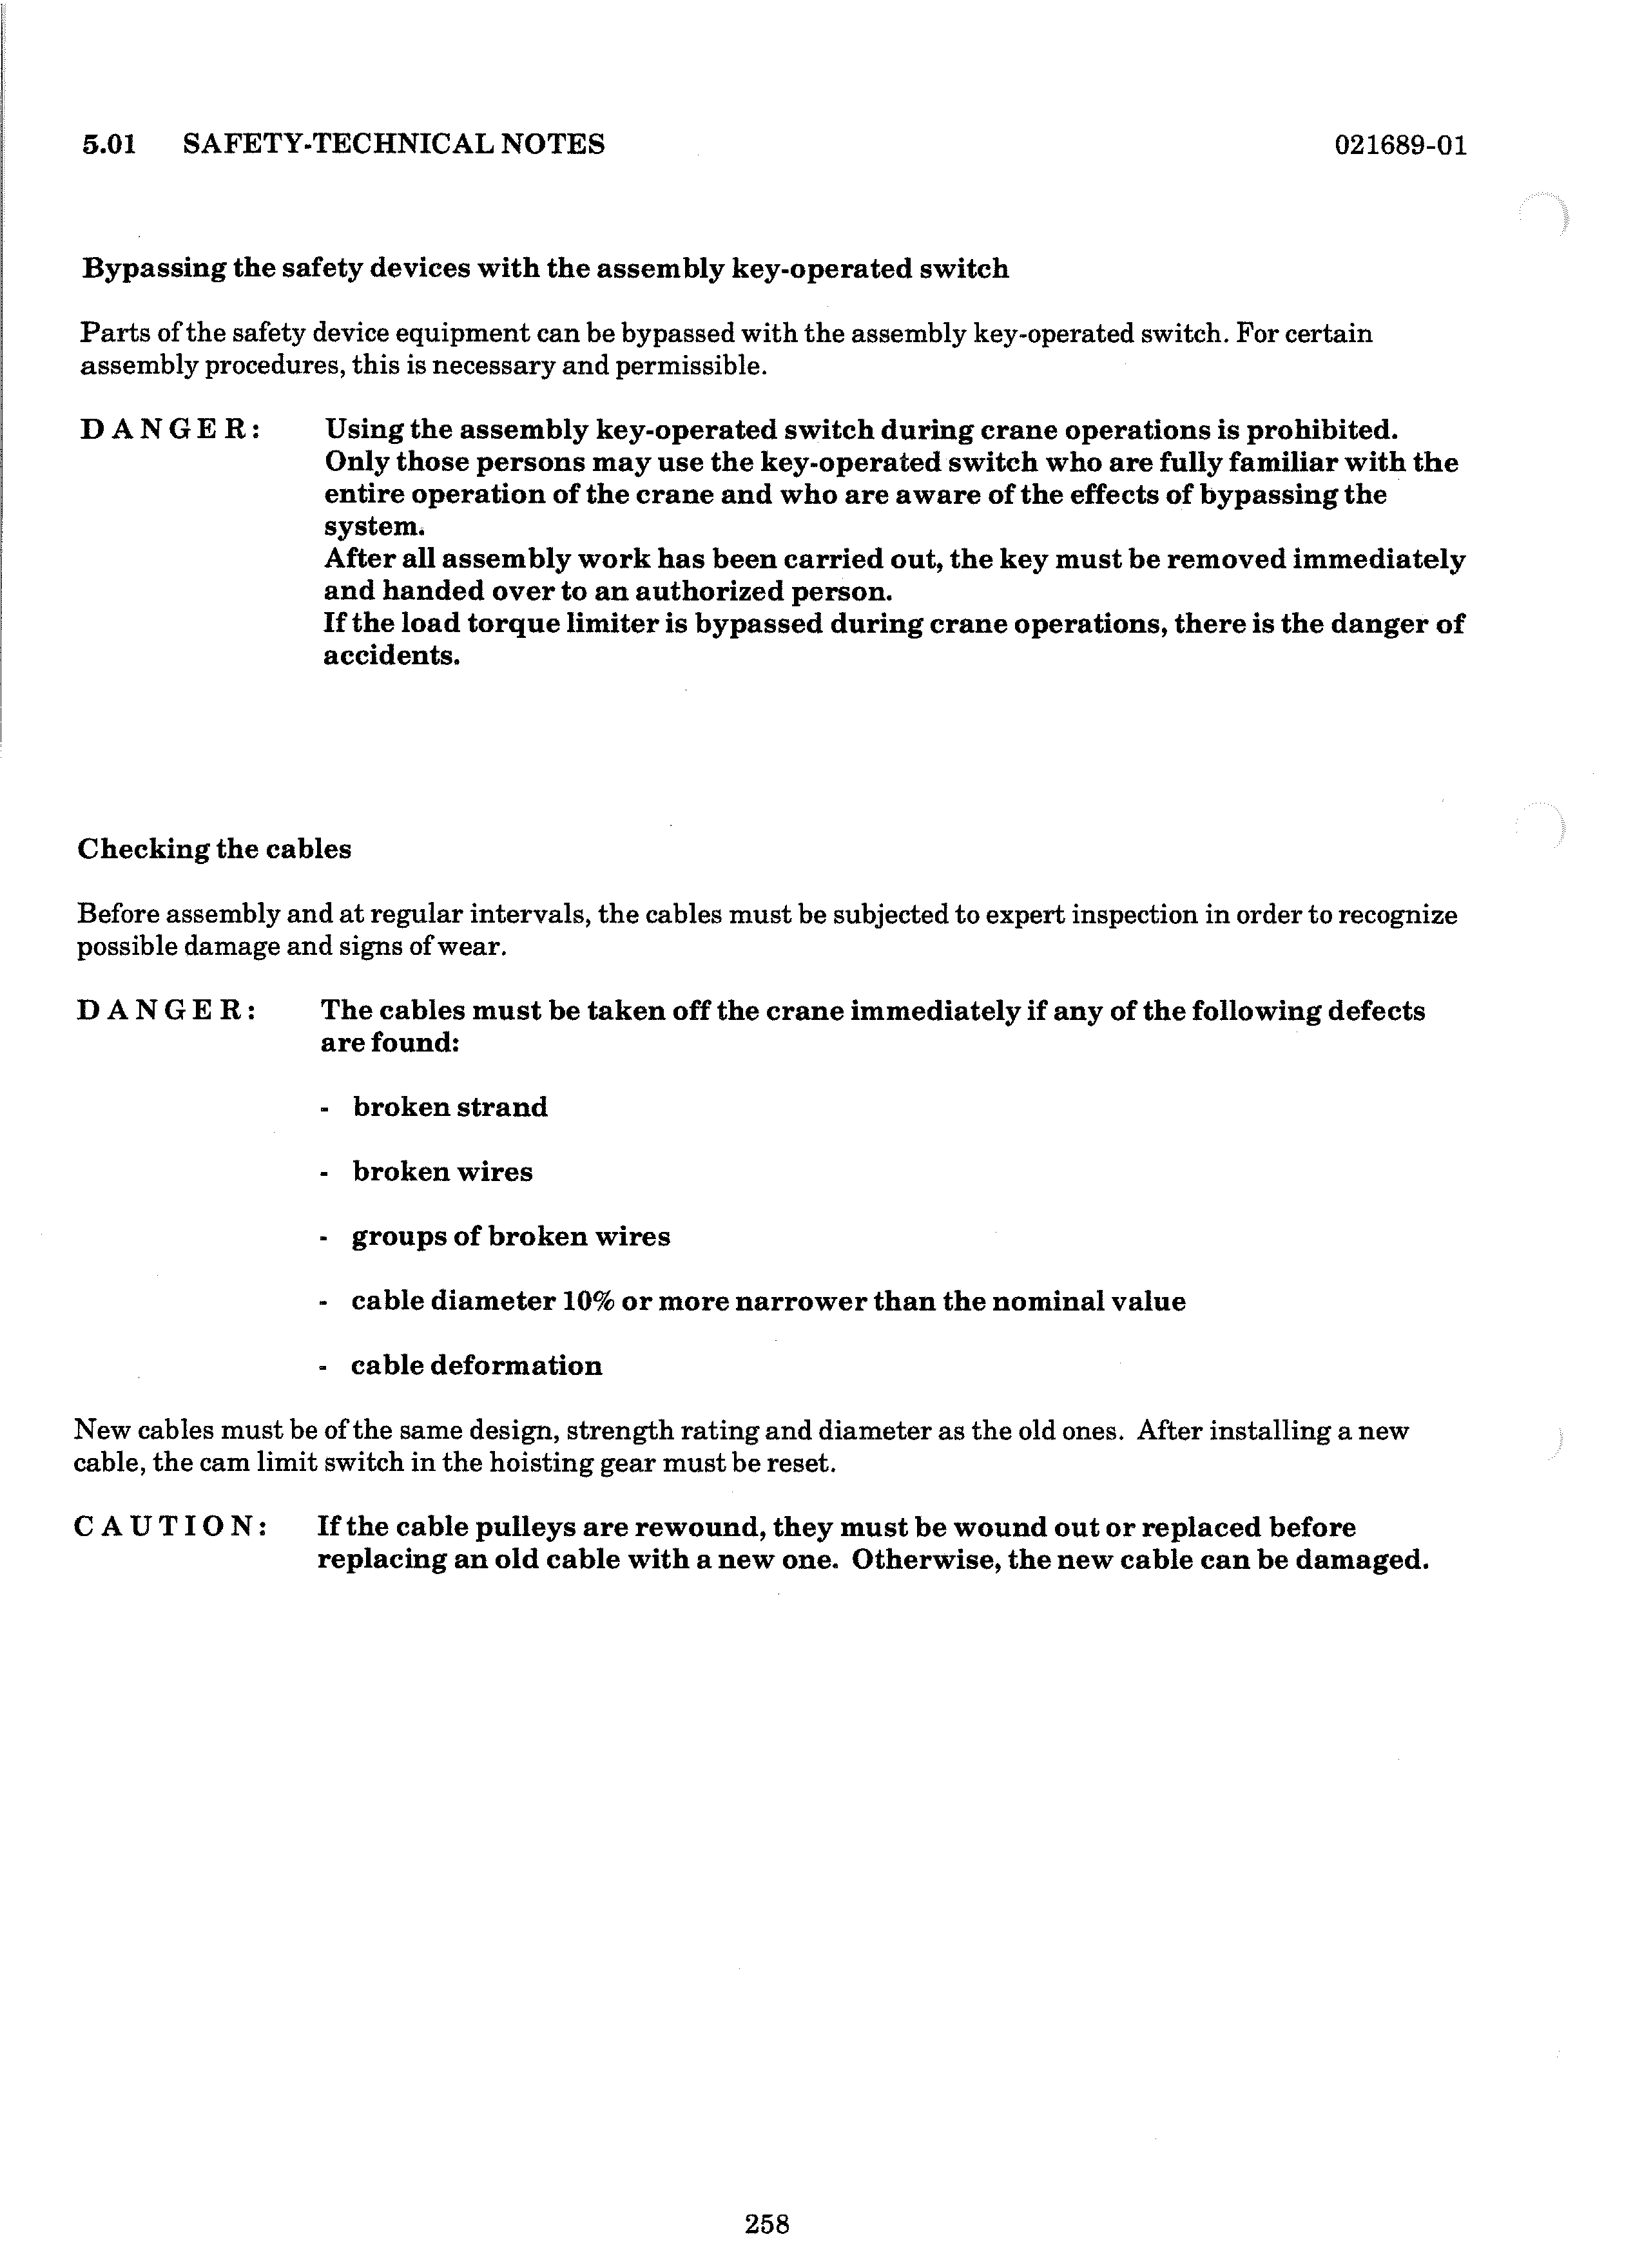 5.01 SAFETY-TECHNICAL NOTES 021689-01
Bypassing the safety devices with the assembly key-operated switch
Parts of the safety device equipment can be bypassed with the assembly key-operated switch. For certain
assembly procedures, this is necessary and permissible.
DANGER: Using the assembly key-operated switch during crane operations is prohibited.
Only those persons may use the key-operated switch who are fully familiar with the
entire operation of the crane and who are aware of the effects of bypassing the
system.
After all assembly work has been carried out, the key must be removed immediately
and handed over to an authorized person.
If the load torque limiter is bypassed during crane operations, there is the danger of
accidents.
Checking the cables
Before assembly and at regular intervals, the cables must be subjected to expert inspection in order to recognize
possible damage and signs of wear.
DANGER: The cables must be taken off the crane immediately if any of the following defects
are found:
- broken strand
- broken wires
- groups of broken wires
- cable diameter 10% or more narrower than the nominal value
- cable deformation
New cables must be of the same design, strength rating and diameter as the old ones. After installing a new
cable, the cam limit switch in the hoisting gear must be reset.
CAUTION: If the cable pulleys are rewound, they must be wound out or replaced before
replacing an old cable with a new one. Otherwise, the new cable can be damaged.
258